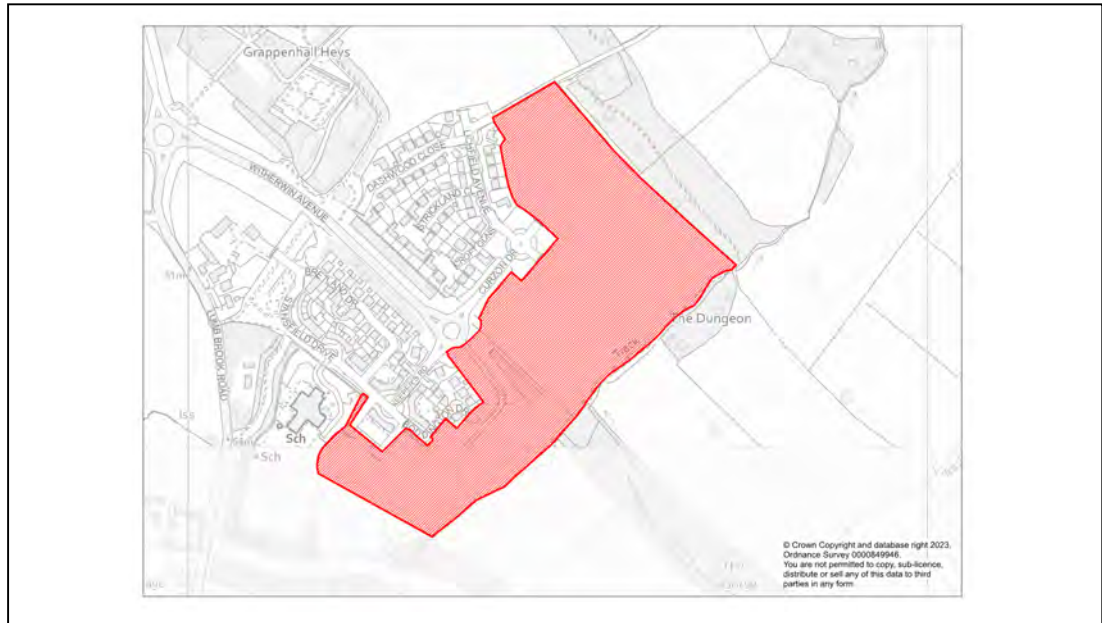 Grappenhall Heys
DASHWOOD CLOSE
LICHFIELD AVENUE
WITHERWIN AVENUE
STRICKLAND
CURZON DR
STANSFIELD DRIVE
LUMB BROOK ROAD
The Dungeon
Track
Sch
Sch
© Crown Copyright and database right 2023.
Ordnance Survey 0000849946.
You are not permitted to copy, sub-licence,
distribute or sell any of this data to third
parties in any form